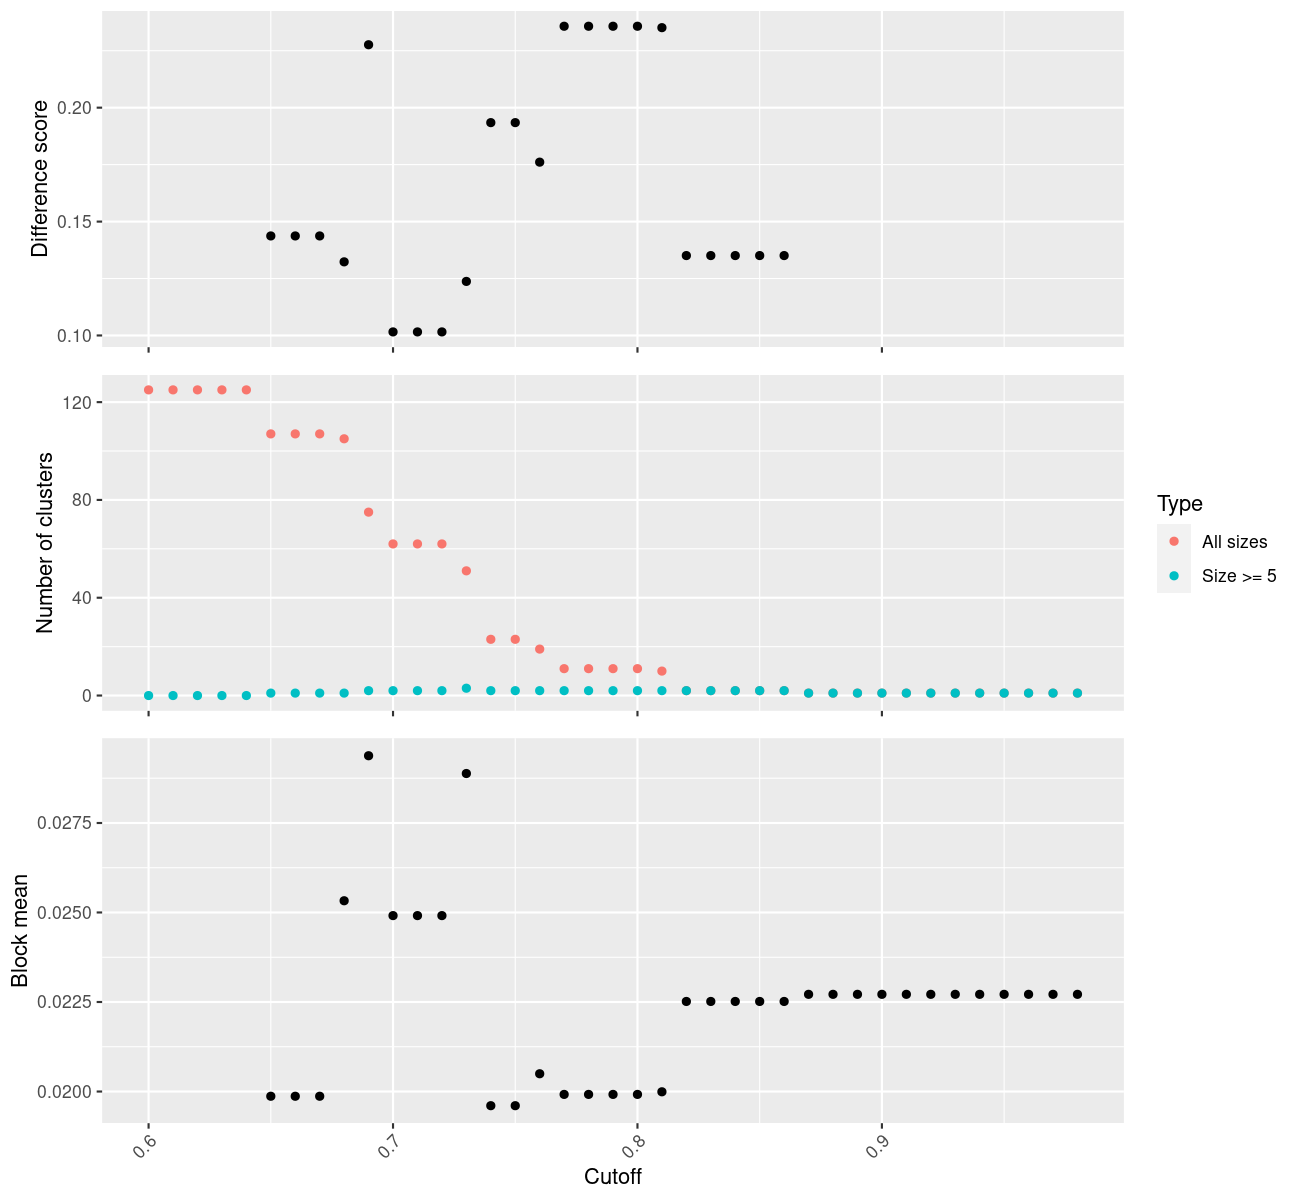 Difference score
0.20
0.15
0.10
Number of clusters
120
80
40
0
Type
All sizes
Size >= 5
Block mean
0.0275
0.0250
0.0225
0.0200
0.6
0.7
0.8
0.9
Cutoff